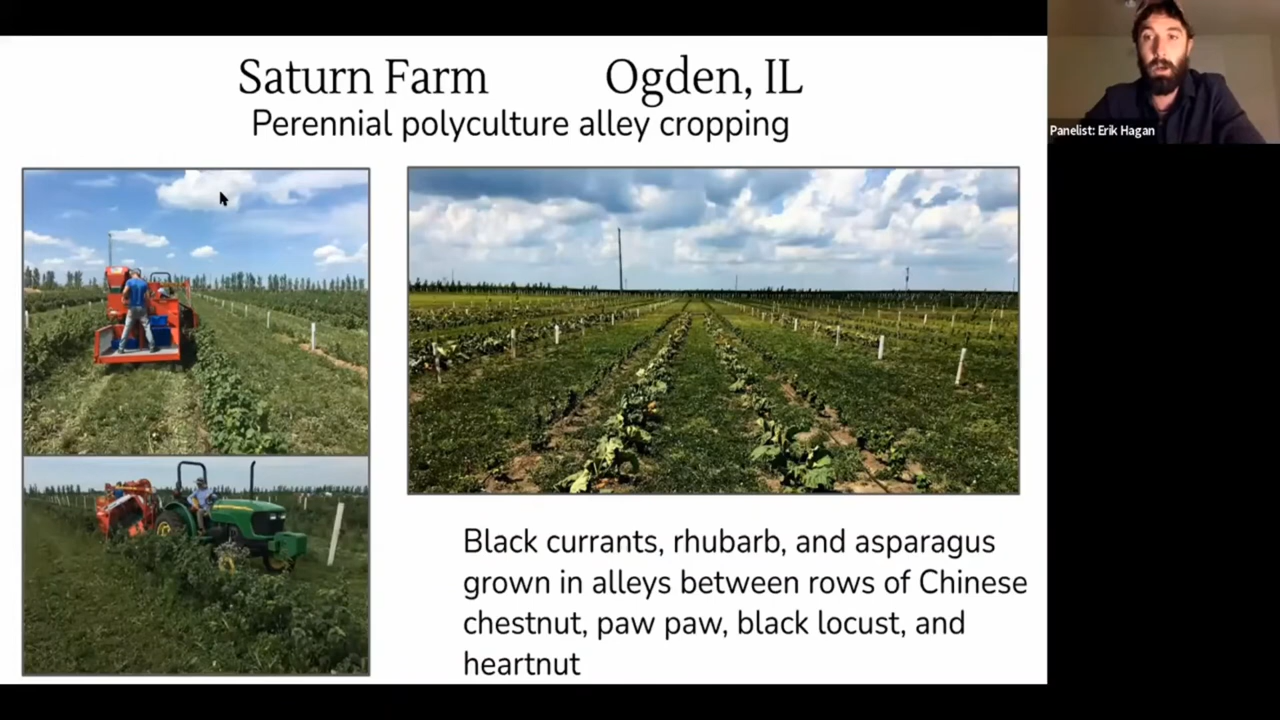 Saturn Farm Ogden, IL
Perennial polyculture alley cropping
Panelist: Erik Hagan
Black currants, rhubarb, and asparagus
grown in alleys between rows of Chinese
chestnut, paw paw, black locust, and
heartnut